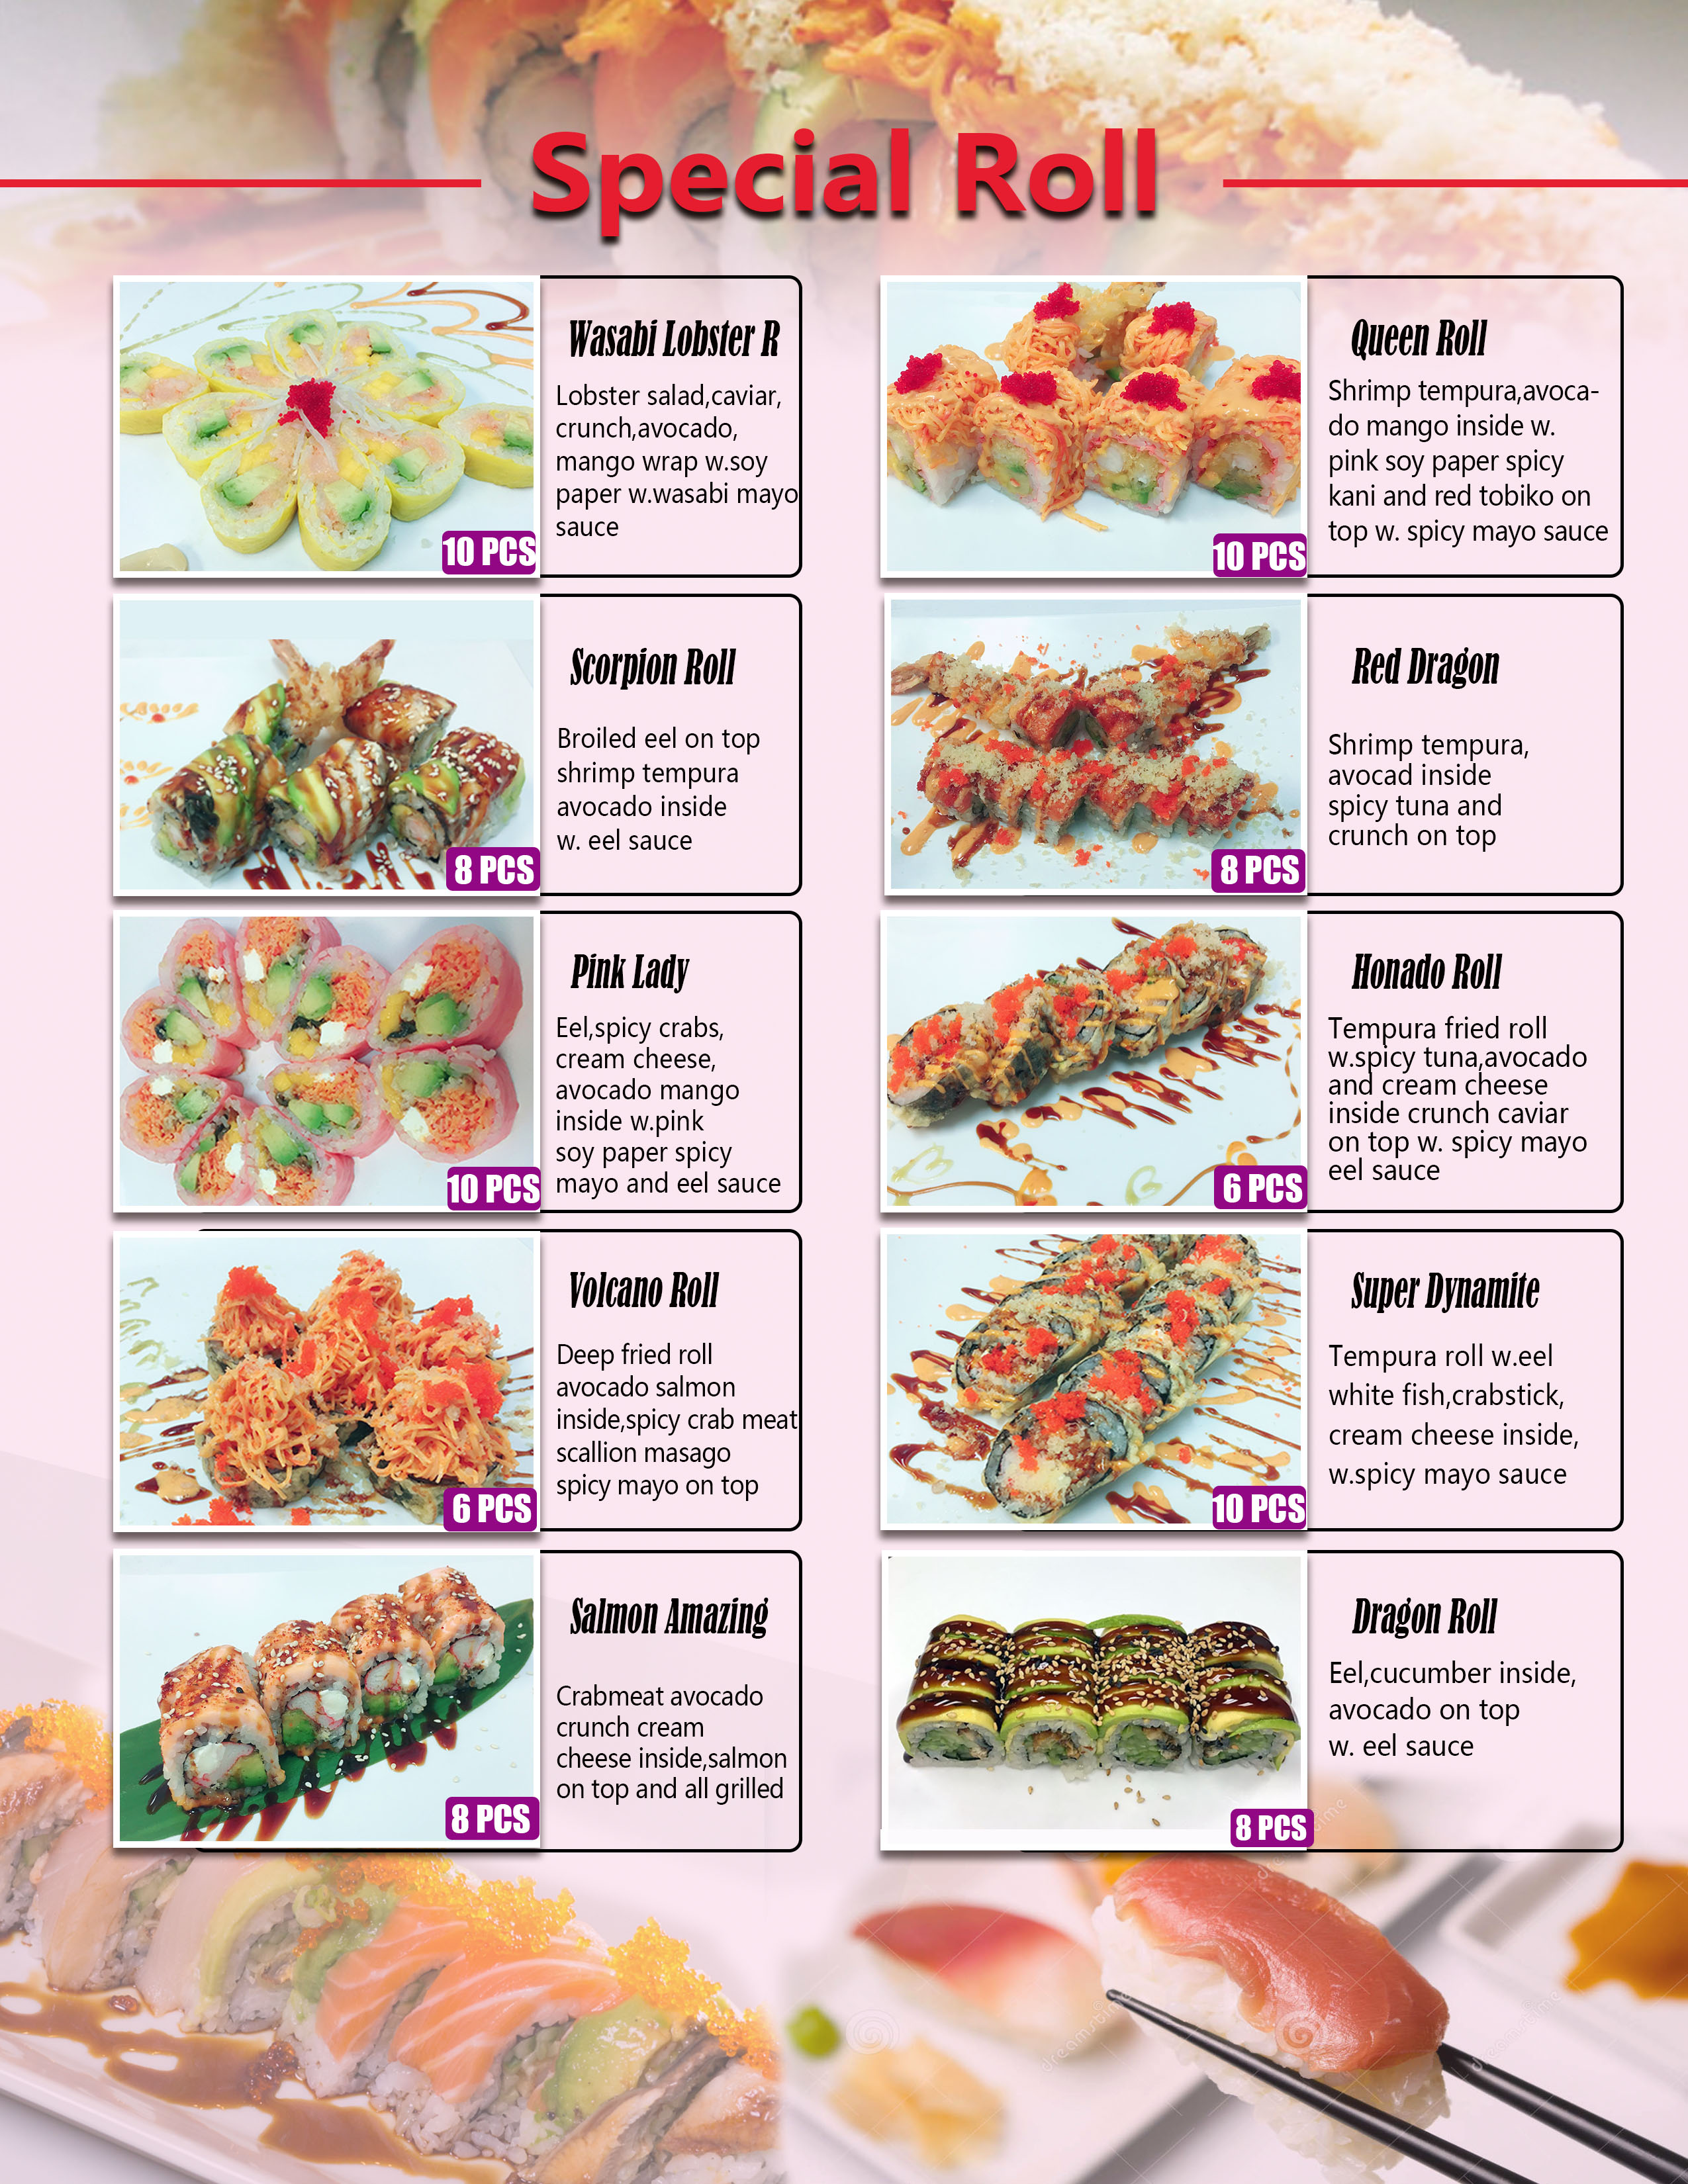 Special Roll
Wasabi Lobster R
Lobster salad,caviar,
crunch,avocado,
mango wrap w.soy
paper w.wasabi mayo
sauce
10 PCS
Queen Roll
Shrimp tempura,avoca-
do mango inside w.
pink soy paper spicy
kani and red tobiko on
top w. spicy mayo sauce
10 PCS
Scorpion Roll
Broiled eel on top
shrimp tempura
avocado inside
w. eel sauce
8 PCS
Red Dragon
Shrimp tempura,
avocad inside
spicy tuna and
crunch on top
8 PCS
Pink Lady
Eel,spicy crabs,
cream cheese,
avocado mango
inside w.pink
soy paper spicy
mayo and eel sauce
10 PCS
Honado Roll
Tempura fried roll
w.spicy tuna,avocado
and cream cheese
inside crunch caviar
on top w. spicy mayo
eel sauce
6 PCS
Volcano Roll
Deep fried roll
avocado salmon
inside,spicy crab meat
scallion masago
spicy mayo on top
6 PCS
Super Dynamite
Tempura roll w.eel
white fish,crabstick,
cream cheese inside,
w.spicy mayo sauce
10 PCS
Salmon Amazing
Crabmeat avocado
crunch cream
cheese inside,salmon
on top and all grilled
8 PCS
Dragon Roll
Eel,cucumber inside,
avocado on top
w. eel sauce
8 PCS
dreamstime
dreamstime
dreamstime